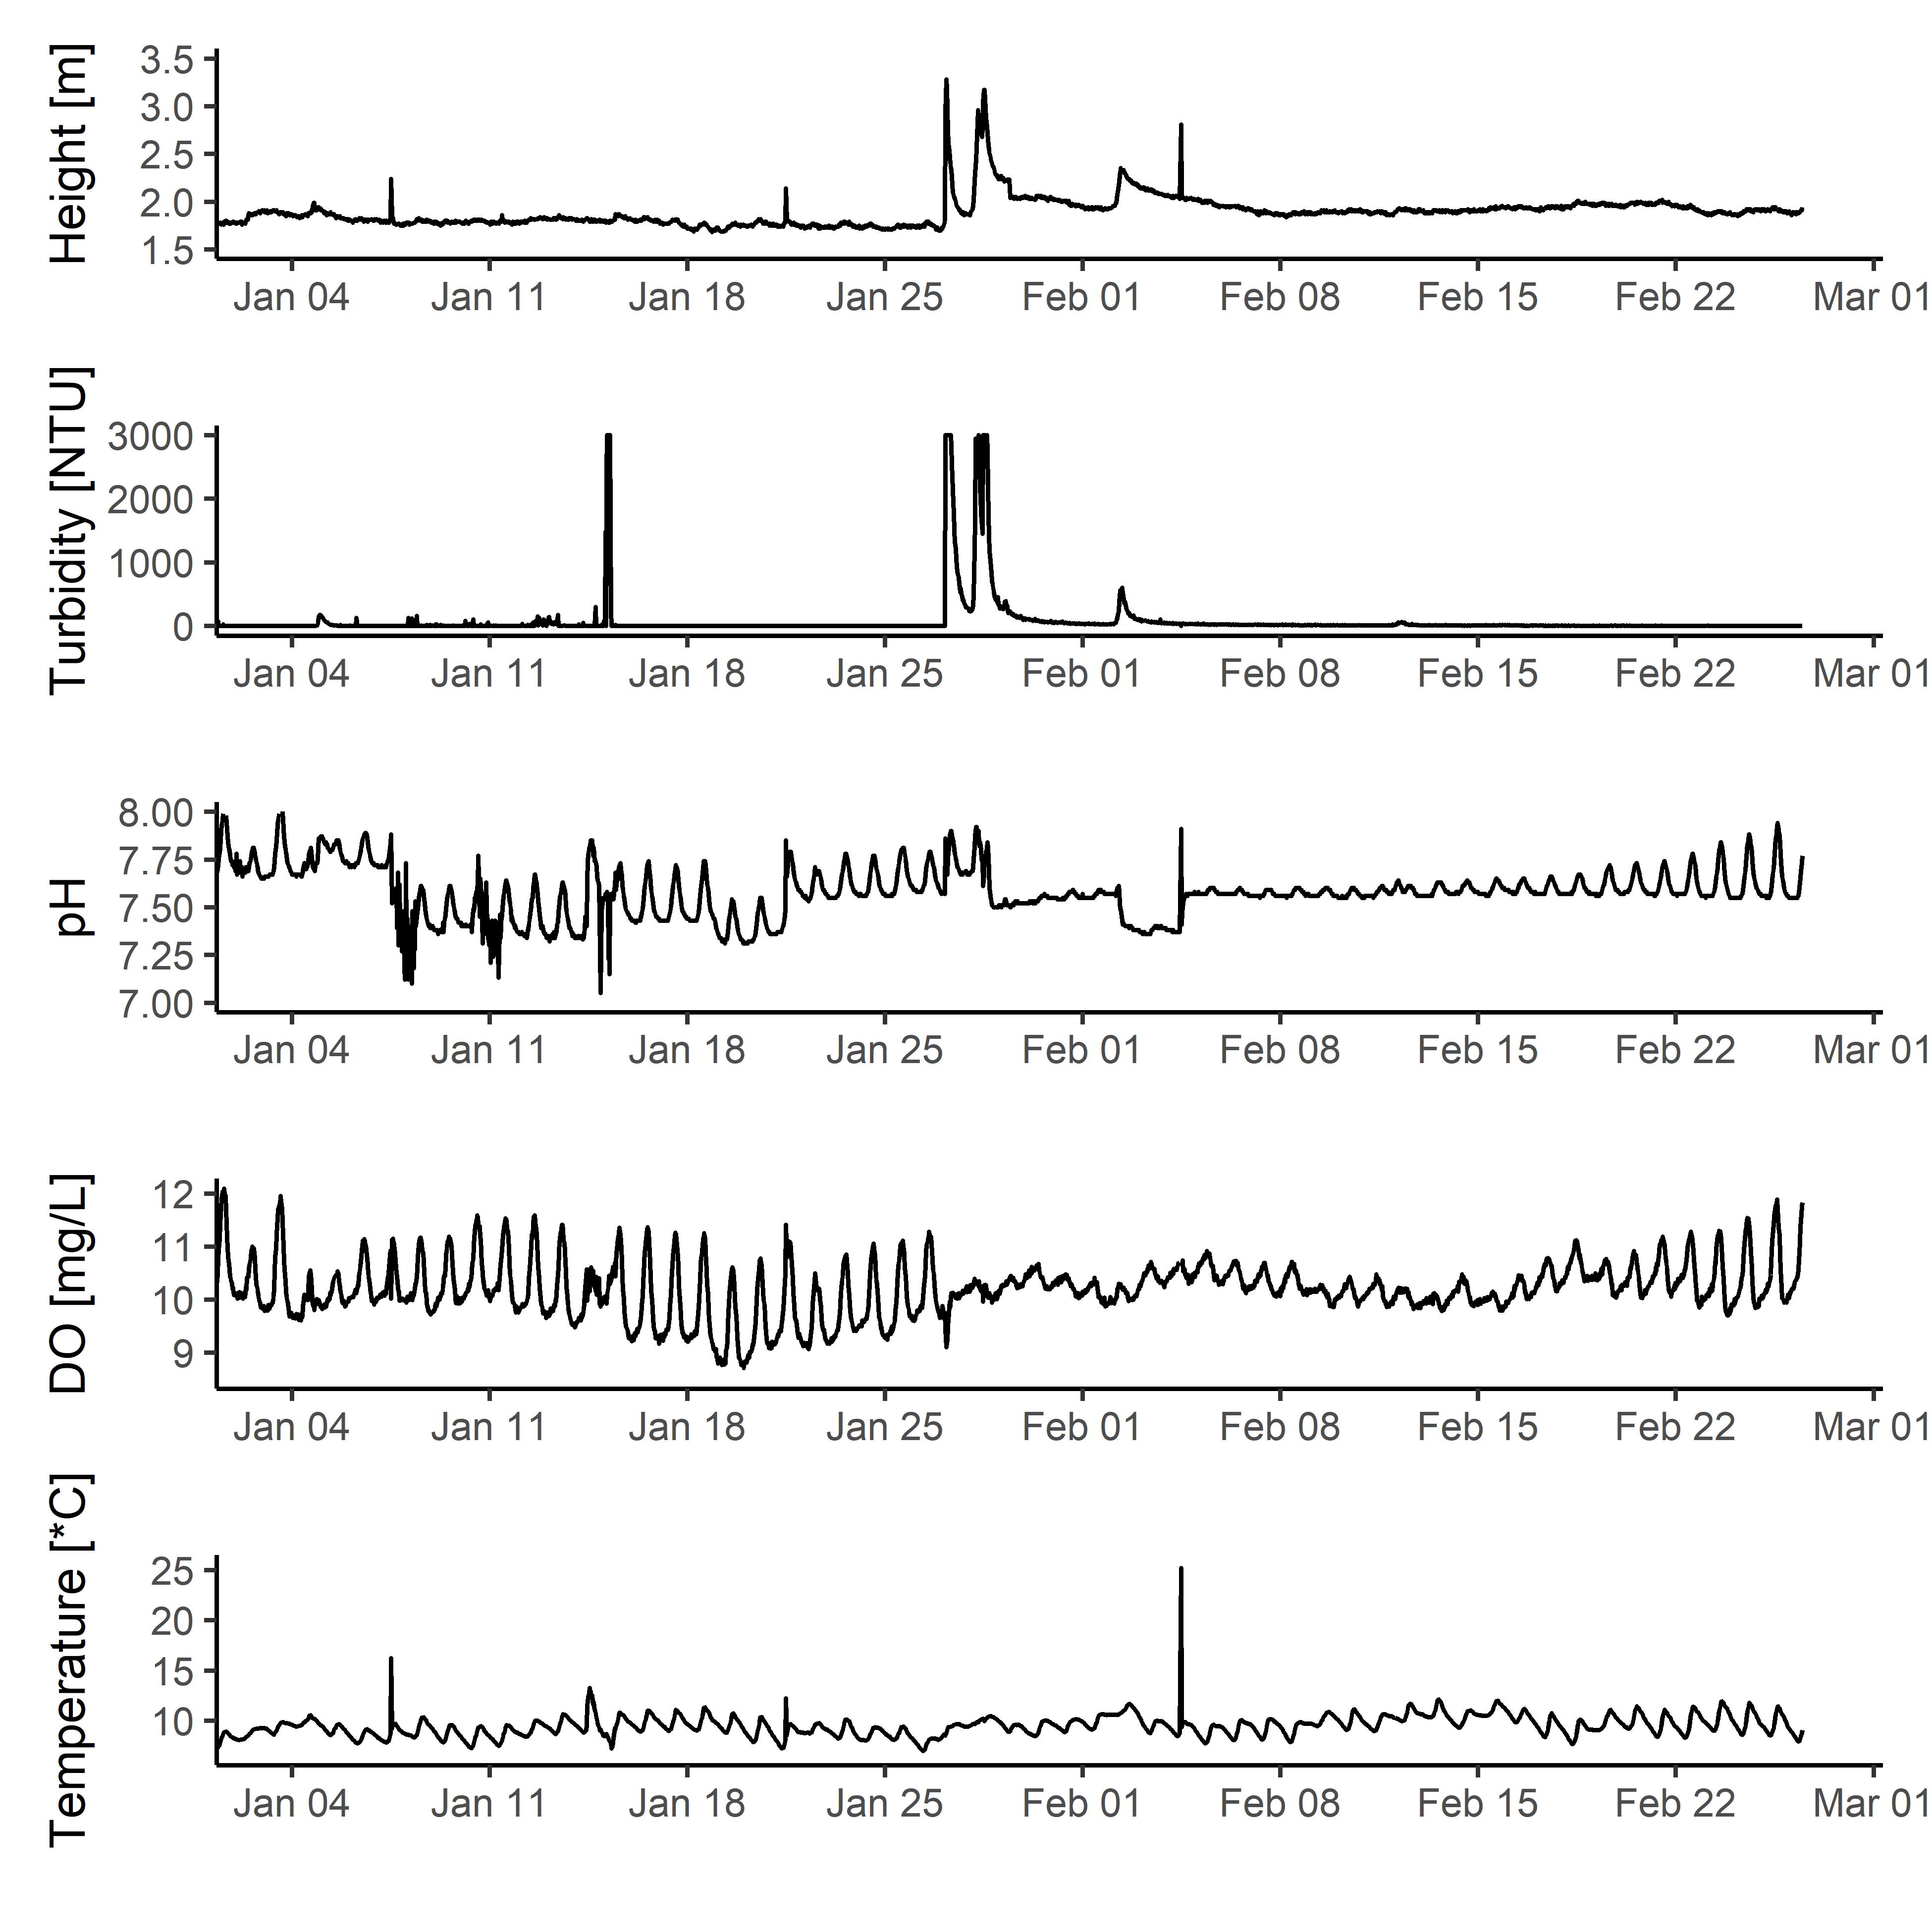 Height [m]
3.5
3.0
2.5
2.0
1.5
Jan 04 Jan 11 Jan 18 Jan 25 Feb 01 Feb 08 Feb 15 Feb 22 Mar 01
Turbidity [NTU]
3000
2000
1000
0
Jan 04 Jan 11 Jan 18 Jan 25 Feb 01 Feb 08 Feb 15 Feb 22 Mar 01
pH
8.00
7.75
7.50
7.25
7.00
Jan 04 Jan 11 Jan 18 Jan 25 Feb 01 Feb 08 Feb 15 Feb 22 Mar 01
DO [mg/L]
12
11
10
9
Jan 04 Jan 11 Jan 18 Jan 25 Feb 01 Feb 08 Feb 15 Feb 22 Mar 01
Temperature [*C]
25
20
15
10
Jan 04 Jan 11 Jan 18 Jan 25 Feb 01 Feb 08 Feb 15 Feb 22 Mar 01